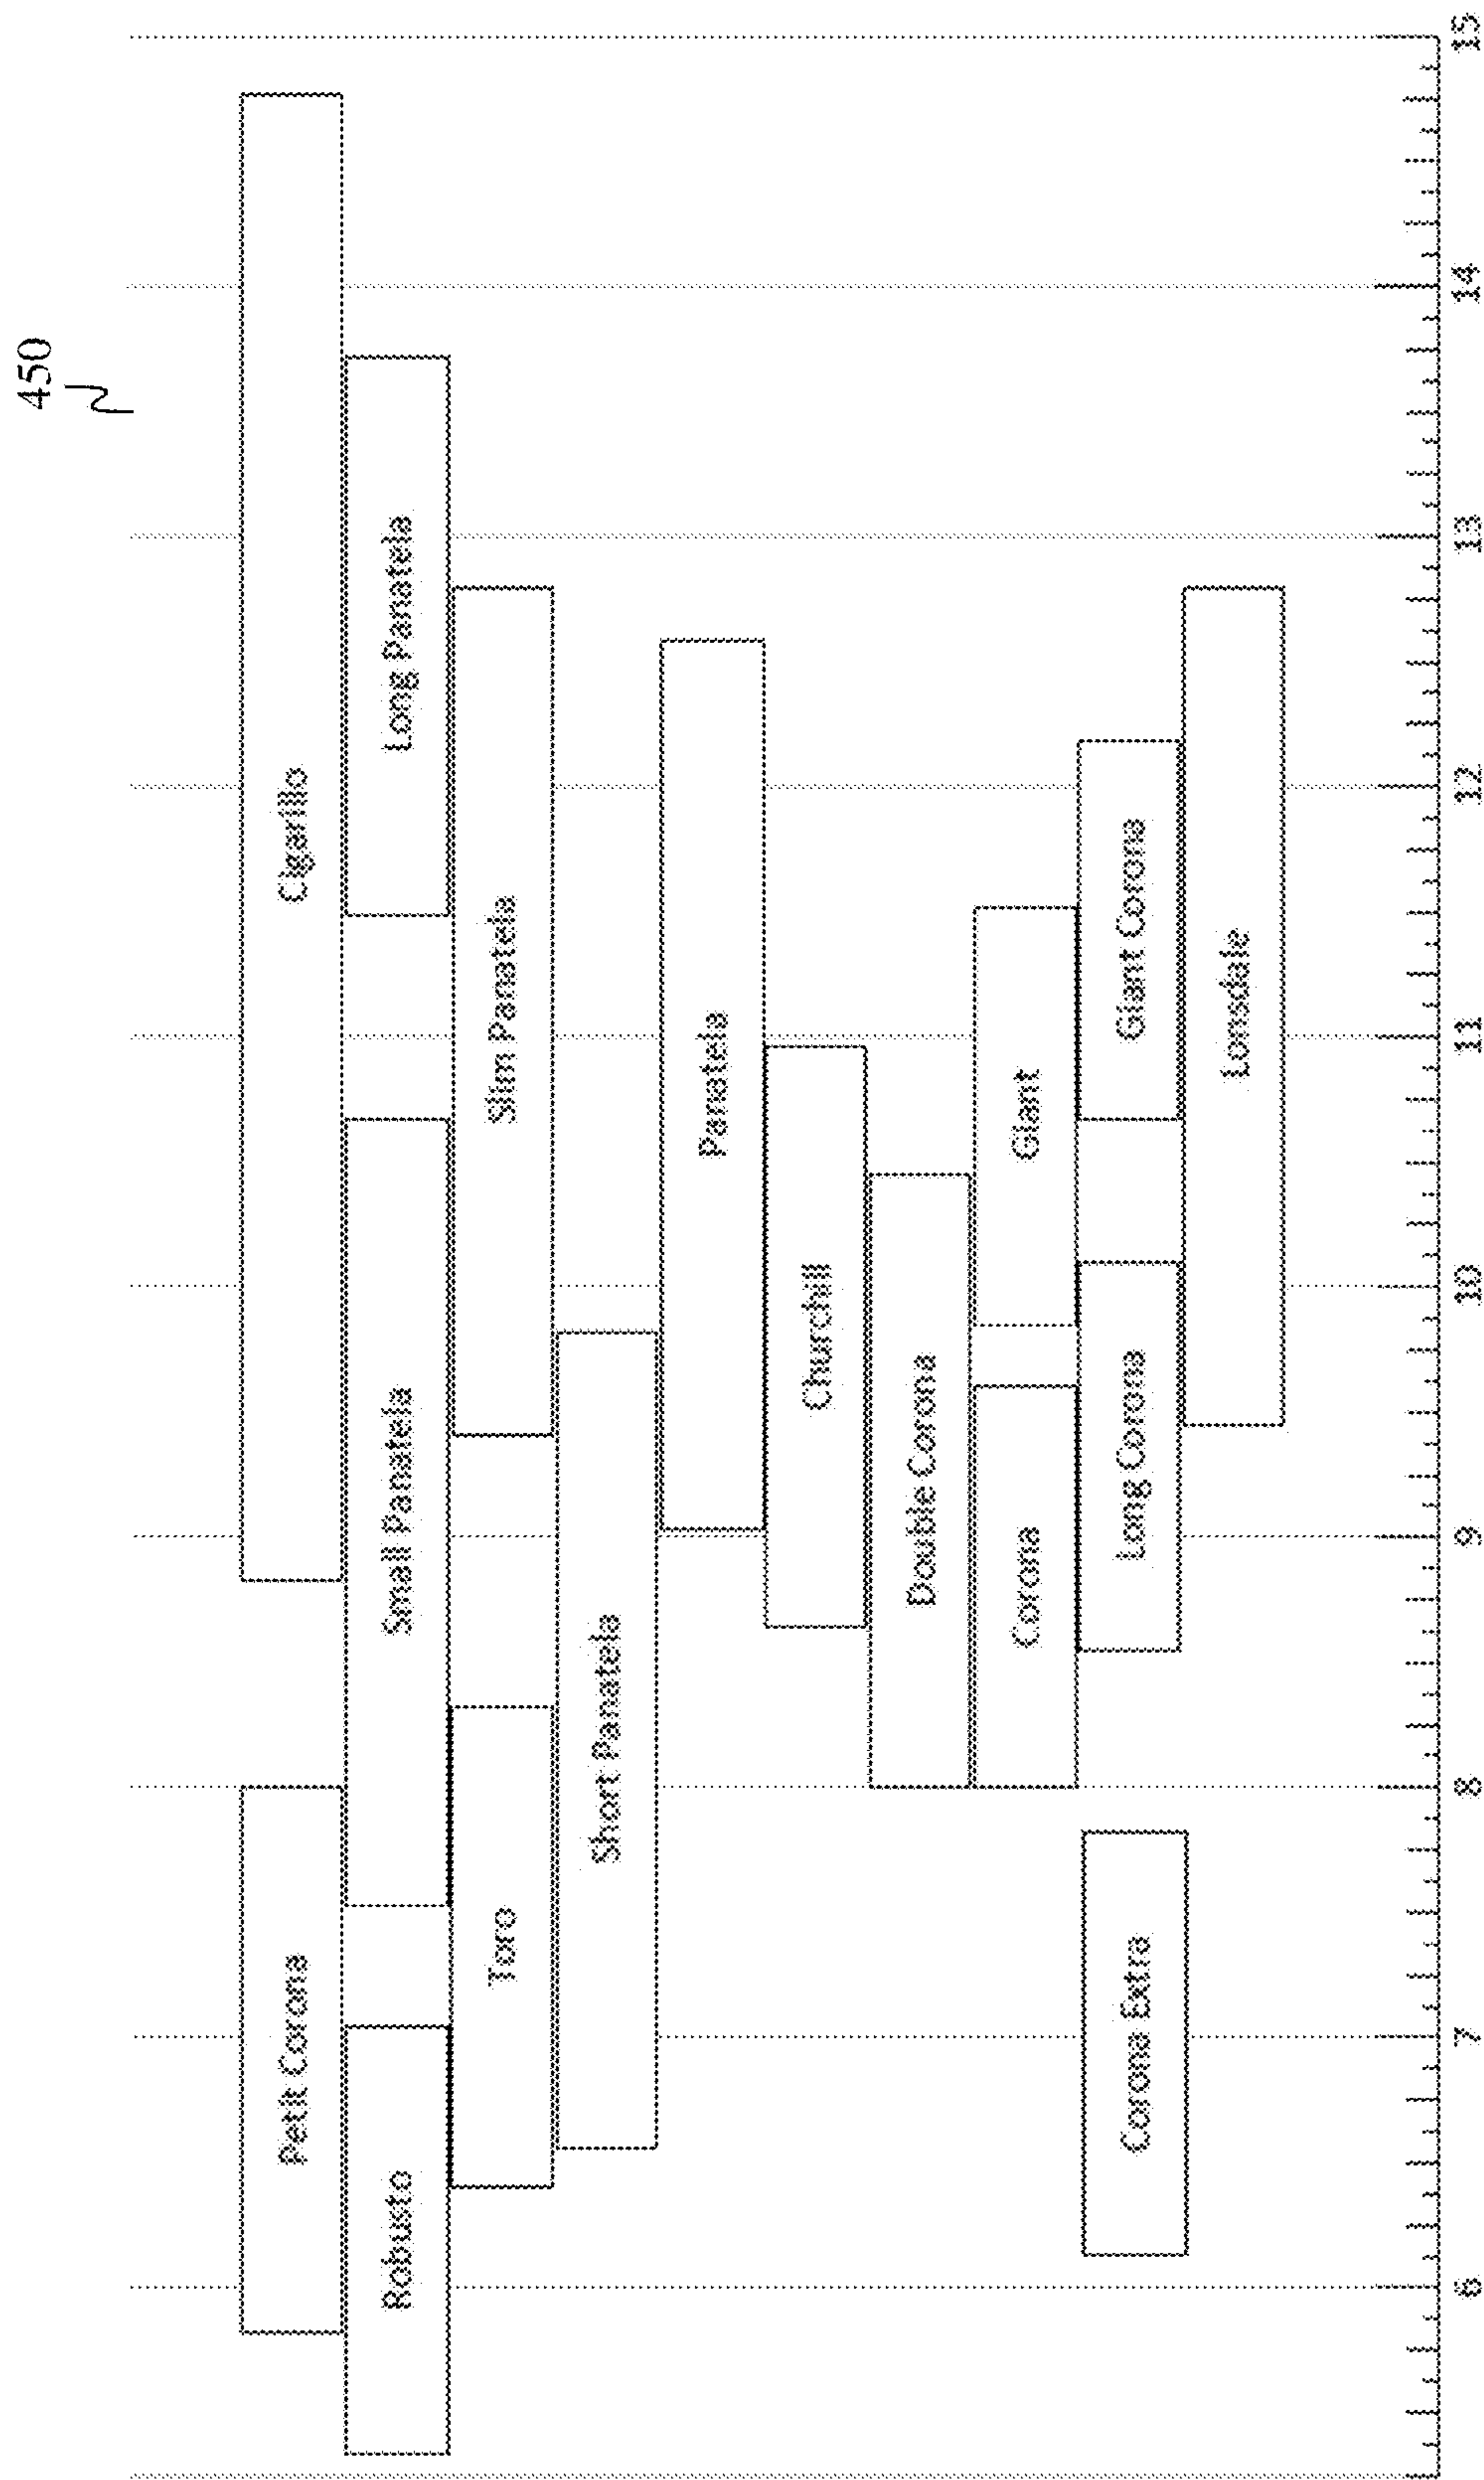 450
Petit Corona
Cigarillo
Robusto
Small Panatela
Long Panatela
Toro
Slim Panatela
Short Panatela
Panatela
Churchill
Double Corona
Corona
Giant
Corona Extra
Long Corona
Giant Corona
Lonsdale
6 7 8 9 10 11 12 13 14 15